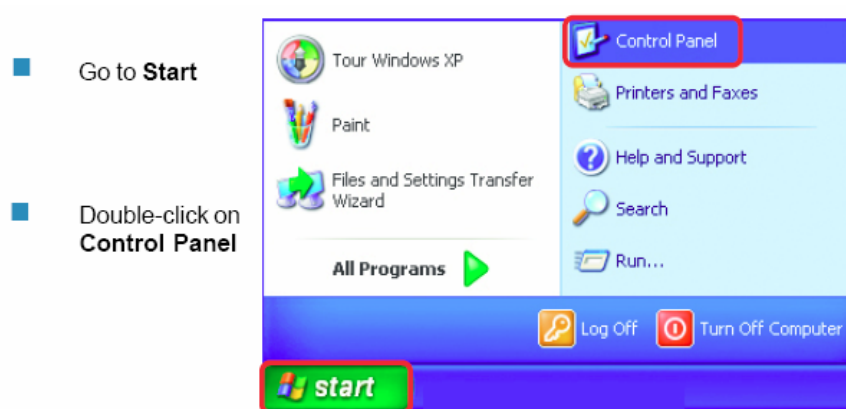 Go to Start
Double-click on
Control Panel
Tour Windows XP
Paint
Files and Settings Transfer
Wizard
All Programs
Control Panel
Printers and Faxes
Help and Support
Search
Run...
Log Off
Turn Off Computer
start